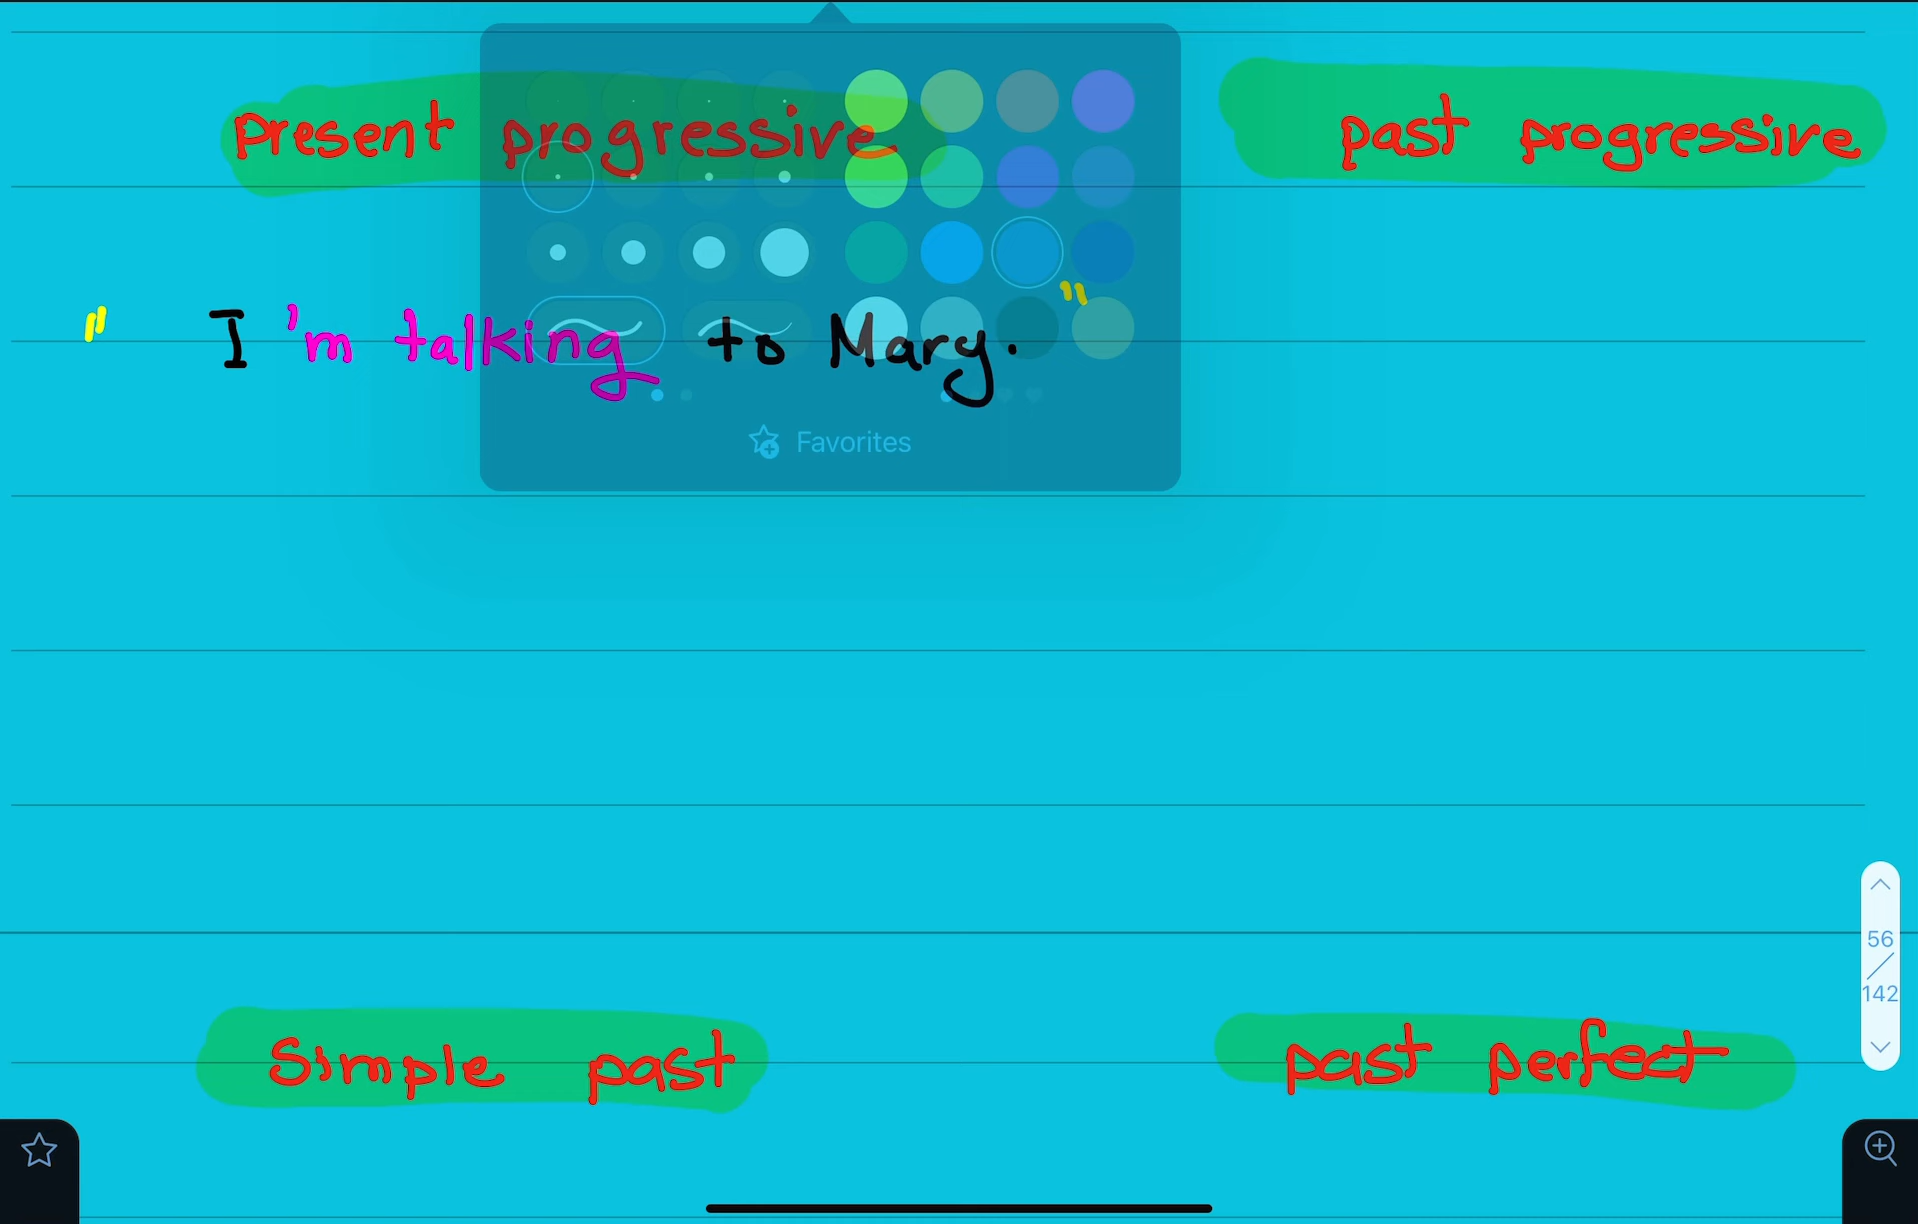 present progressive past progressive
" I'm talking to Mary. "
Favorites
56
/
142
Simple past past perfect